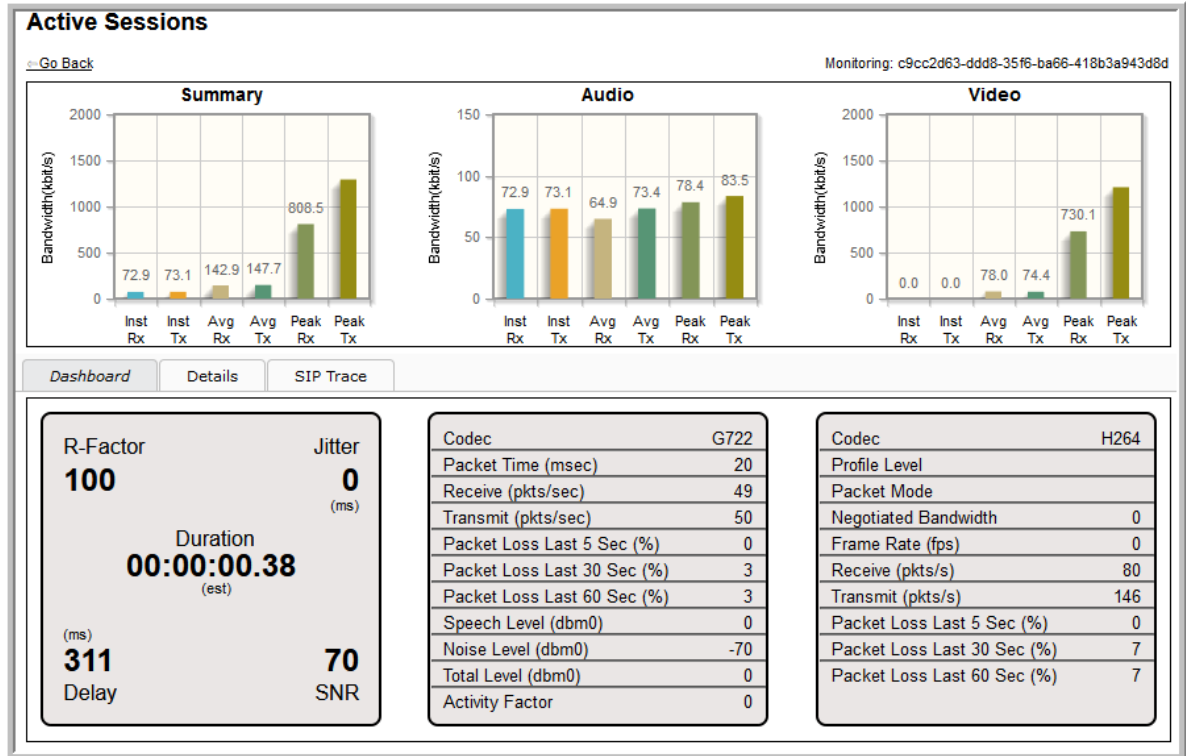 Active Sessions
⇦Go Back
Monitoring: c9cc2d63-ddd8-35f6-ba66-418b3a943d8d
Summary
2000
1500
1000
500
0
Bandwidth(kbit/s)
72.9 73.1 142.9 147.7 808.5
Inst Rx
Inst Tx
Avg Rx
Avg Tx
Peak Rx
Peak Tx
Audio
150
100
50
0
Bandwidth(kbit/s)
72.9 73.1 64.9 73.4 78.4 83.5
Inst Rx
Inst Tx
Avg Rx
Avg Tx
Peak Rx
Peak Tx
Video
2000
1500
1000
500
0
Bandwidth(kbit/s)
0.0 0.0 78.0 74.4 730.1
Inst Rx
Inst Tx
Avg Rx
Avg Tx
Peak Rx
Peak Tx
Dashboard Details SIP Trace
R-Factor Jitter
100 0
(ms)
Duration
00:00:00.38
(est)
(ms)
311 70
Delay SNR
Codec G722
Packet Time (msec) 20
Receive (pkts/sec) 49
Transmit (pkts/sec) 50
Packet Loss Last 5 Sec (%) 0
Packet Loss Last 30 Sec (%) 3
Packet Loss Last 60 Sec (%) 3
Speech Level (dbm0) 0
Noise Level (dbm0) -70
Total Level (dbm0) 0
Activity Factor 0
Codec H264
Profile Level
Packet Mode
Negotiated Bandwidth 0
Frame Rate (fps) 0
Receive (pkts/s) 80
Transmit (pkts/s) 146
Packet Loss Last 5 Sec (%) 0
Packet Loss Last 30 Sec (%) 7
Packet Loss Last 60 Sec (%) 7